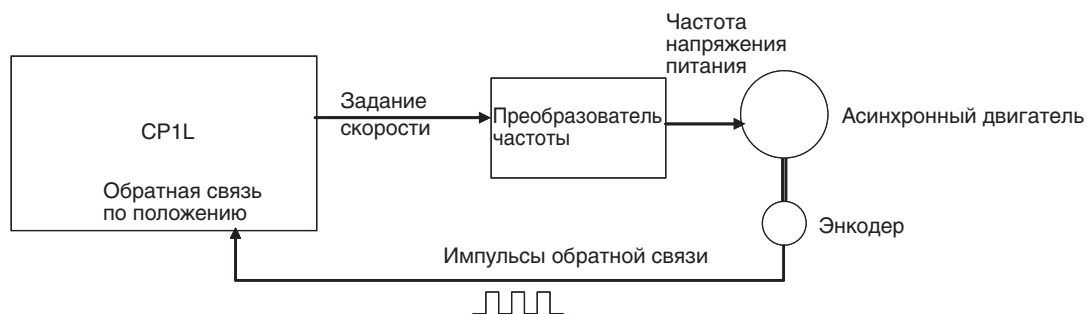 Частота
напряжения
питания
CP1L
Задание
скорости
Преобразователь
частоты
Асинхронный двигатель
Обратная связь
по положению
Энкодер
Импульсы обратной связи